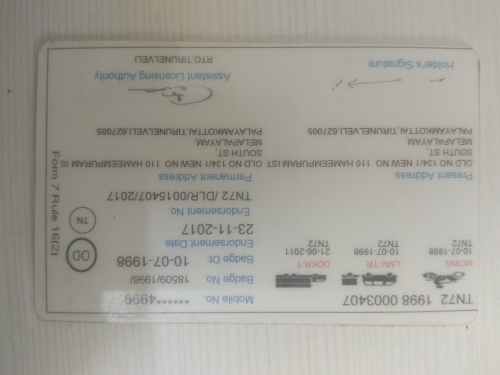 TN72 1998 0003407
Mobile No. ******4999
Badge No. 18509/1998/
Badge Dt. 10-07-1998
MCWG LMV-TR DDKR-T
10-07-1998 10-07-1998 21-06-2011
TN72 TN72 TN72
Endorsement Date
23-11-2017
Endorsement No.
TN72 /DLR/0015407/2017
OD
TN
Form 7 Rule 16(2)
Present Address
OLD NO 134/1 NEW NO 110 HAMEEMPURAM IST
SOUTH ST,
MELAPALAYAM,
PALAYAMKOTTAI,TIRUNELVELI,627005
Permanent Address
OLD NO 134/1 NEW NO 110 HAMEEMPURAM IS
SOUTH ST,
MELAPALAYAM,
PALAYAMKOTTAI,TIRUNELVELI,627005
Holder's Signature
Assistant Licensing Authority
RTO,TIRUNELVELI